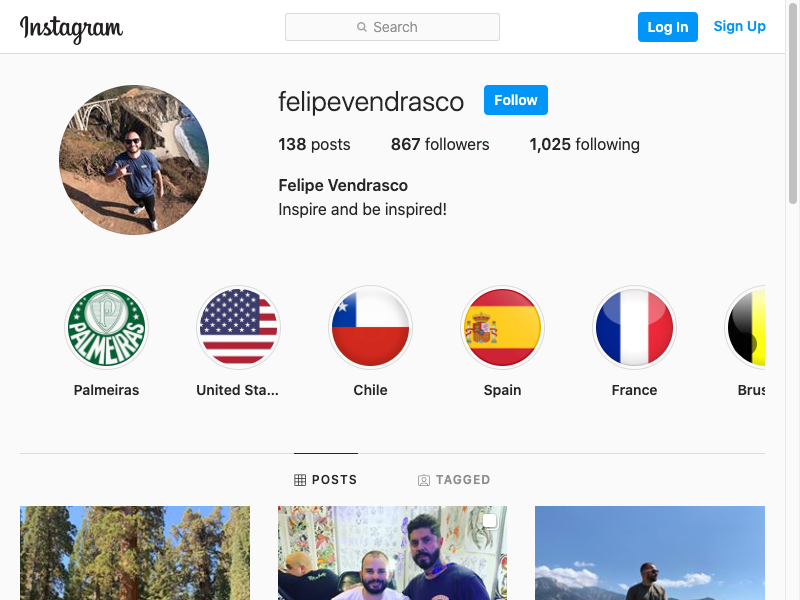 Instagram
Search
Log In
Sign Up
felipevendrasco
Follow
138 posts
867 followers
1,025 following
Felipe Vendrasco
Inspire and be inspired!
P
PALMEIRAS
Palmeiras
United Sta...
Chile
Spain
France
Brus
POSTS
TAGGED